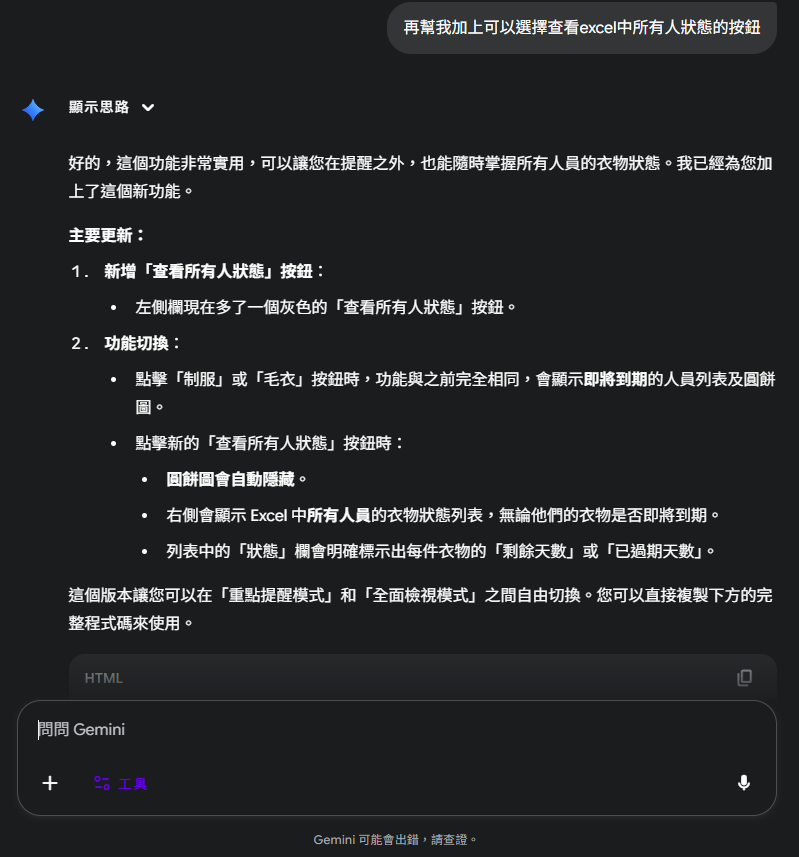 再幫我加上可以選擇查看excel中所有人狀態的按鈕
顯示思路
好的，這個功能非常實用，可以讓您在提醒之外，也能隨時掌握所有人員的衣物狀態。我已經為您加
上了這個新功能。
主要更新：
1. 新增「查看所有人狀態」按鈕：
• 左側欄現在多了一個灰色的「查看所有人狀態」按鈕。
2. 功能切換：
• 點擊「制服」或「毛衣」按鈕時，功能與之前完全相同，會顯示即將到期的人員列表及圓餅
圖。
• 點擊新的「查看所有人狀態」按鈕時：
• 圓餅圖會自動隱藏。
• 右側會顯示 Excel 中所有人員的衣物狀態列表，無論他們的衣物是否即將到期。
• 列表中的「狀態」欄會明確標示出每件衣物的「剩餘天數」或「已過期天數」。
這個版本讓您可以在「重點提醒模式」和「全面檢視模式」之間自由切換。您可以直接複製下方的完
整程式碼來使用。
HTML
問問 Gemini
工具
Gemini 可能會出錯，請查證。